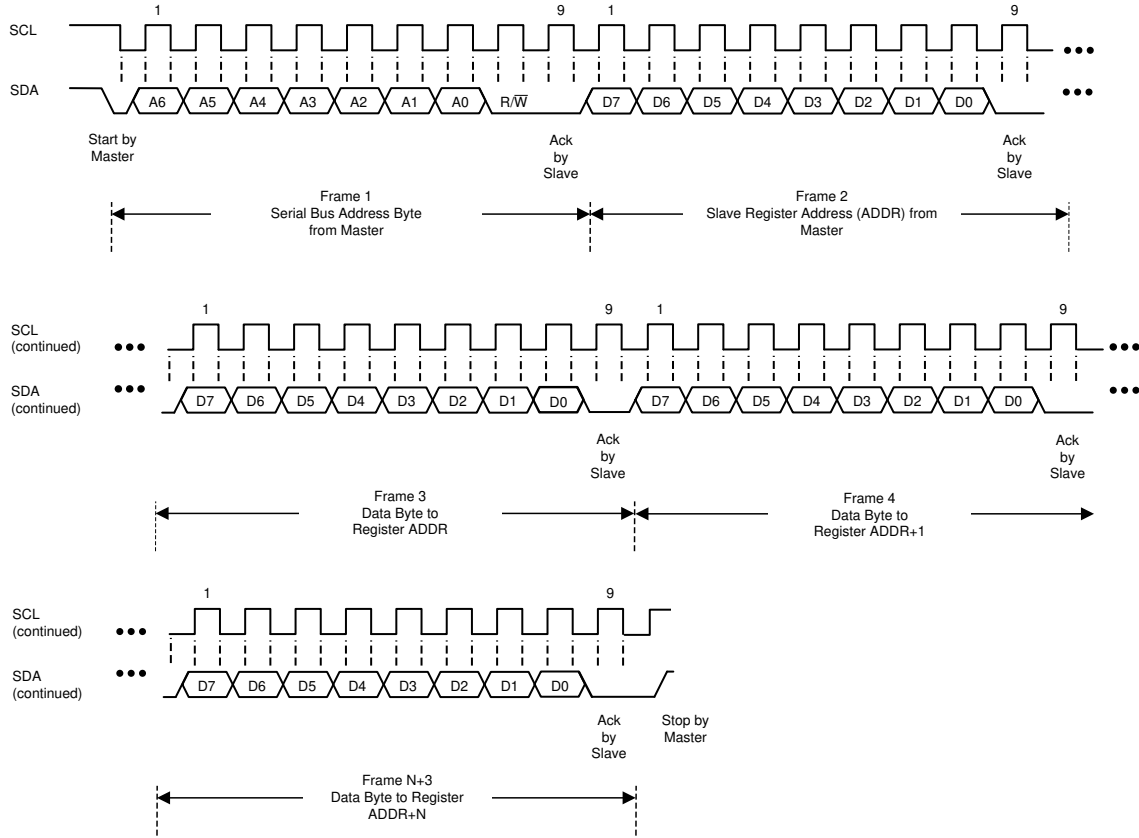 1 9 1 9
SCL
SDA
A6 A5 A4 A3 A2 A1 A0 R/W̅ D7 D6 D5 D4 D3 D2 D1 D0
Start by
Master
Ack
by
Slave
Ack
by
Slave
Frame 1
Serial Bus Address Byte
from Master
Frame 2
Slave Register Address (ADDR) from
Master
1 9 1 9
SCL
(continued)
SDA
(continued)
D7 D6 D5 D4 D3 D2 D1 D0 D7 D6 D5 D4 D3 D2 D1 D0
Ack
by
Slave
Ack
by
Slave
Frame 3
Data Byte to
Register ADDR
Frame 4
Data Byte to
Register ADDR+1
1 9
SCL
(continued)
SDA
(continued)
D7 D6 D5 D4 D3 D2 D1 D0
Ack
by
Slave
Stop by
Master
Frame N+3
Data Byte to Register
ADDR+N